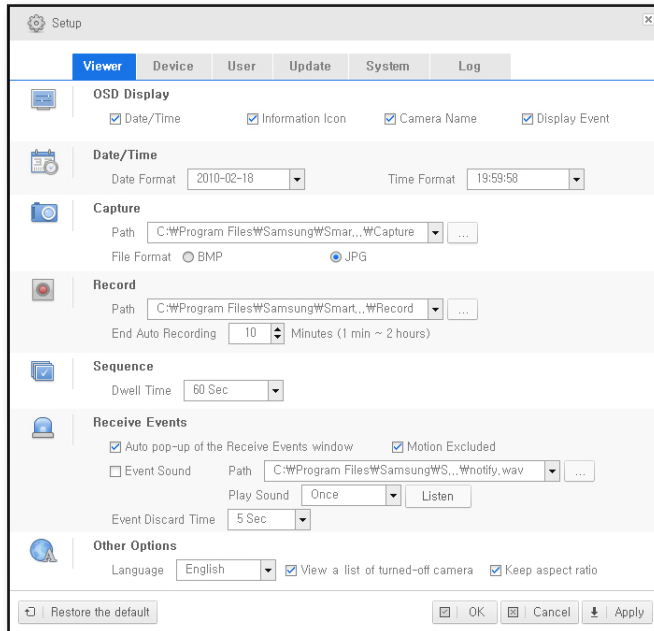 Setup
Viewer Device User Update System Log
OSD Display
Date/Time Information Icon Camera Name Display Event
Date/Time
Date Format 2010-02-18 Time Format 19:59:58
Capture
Path C:₩Program Files₩Samsung₩Smar...₩Capture ...
File Format BMP JPG
Record
Path C:₩Program Files₩Samsung₩Smart...₩Record ...
End Auto Recording 10 Minutes (1 min ~ 2 hours)
Sequence
Dwell Time 60 Sec
Receive Events
Auto pop-up of the Receive Events window Motion Excluded
Event Sound Path C:₩Program Files₩Samsung₩S...₩notify.wav ...
Play Sound Once Listen
Event Discard Time 5 Sec
Other Options
Language English View a list of turned-off camera Keep aspect ratio
Restore the default OK Cancel Apply